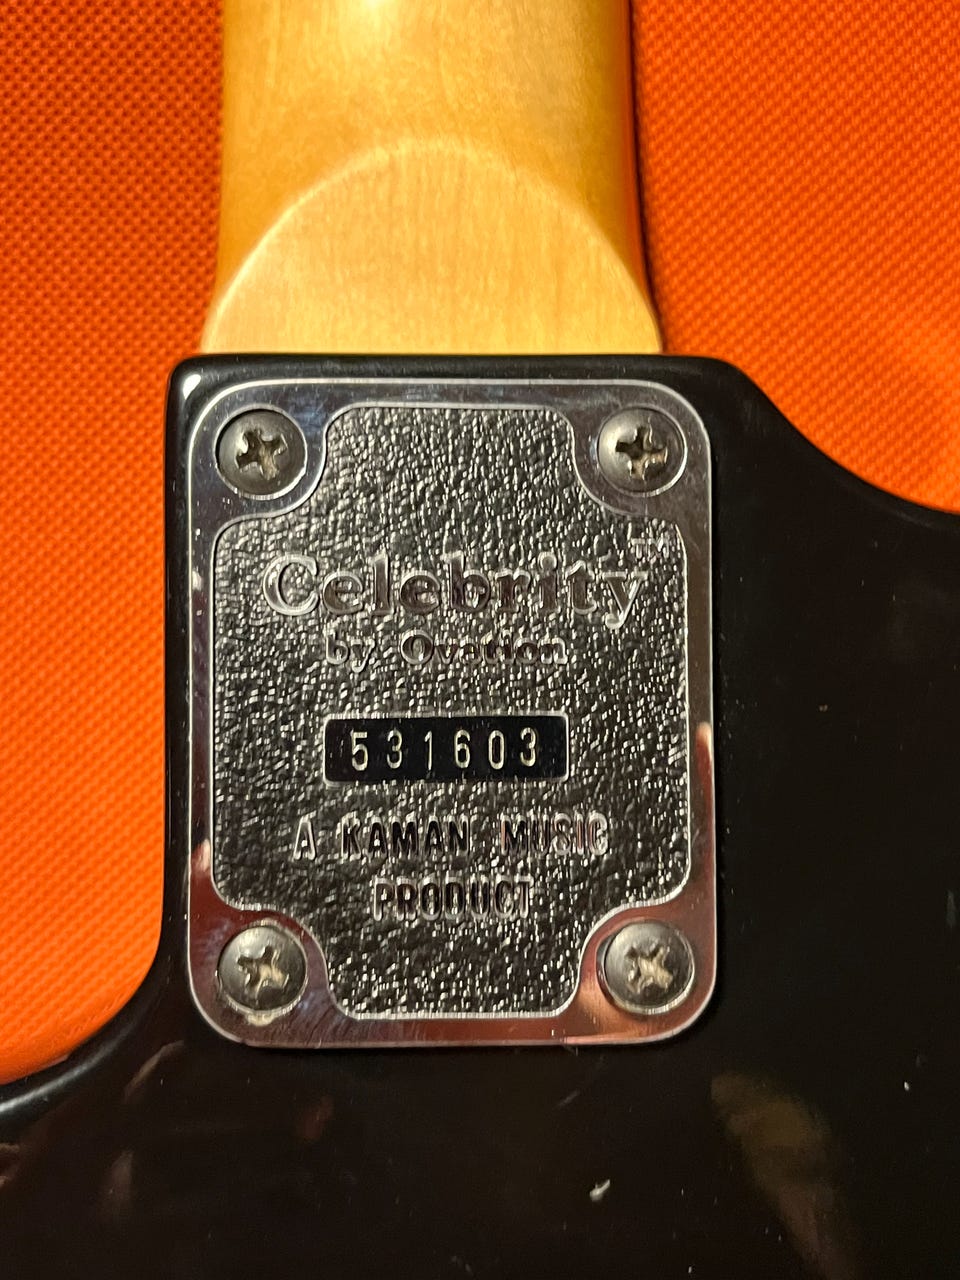 Celebrity™
by Ovation
531603
A KAMAN MUSIC
PRODUCT